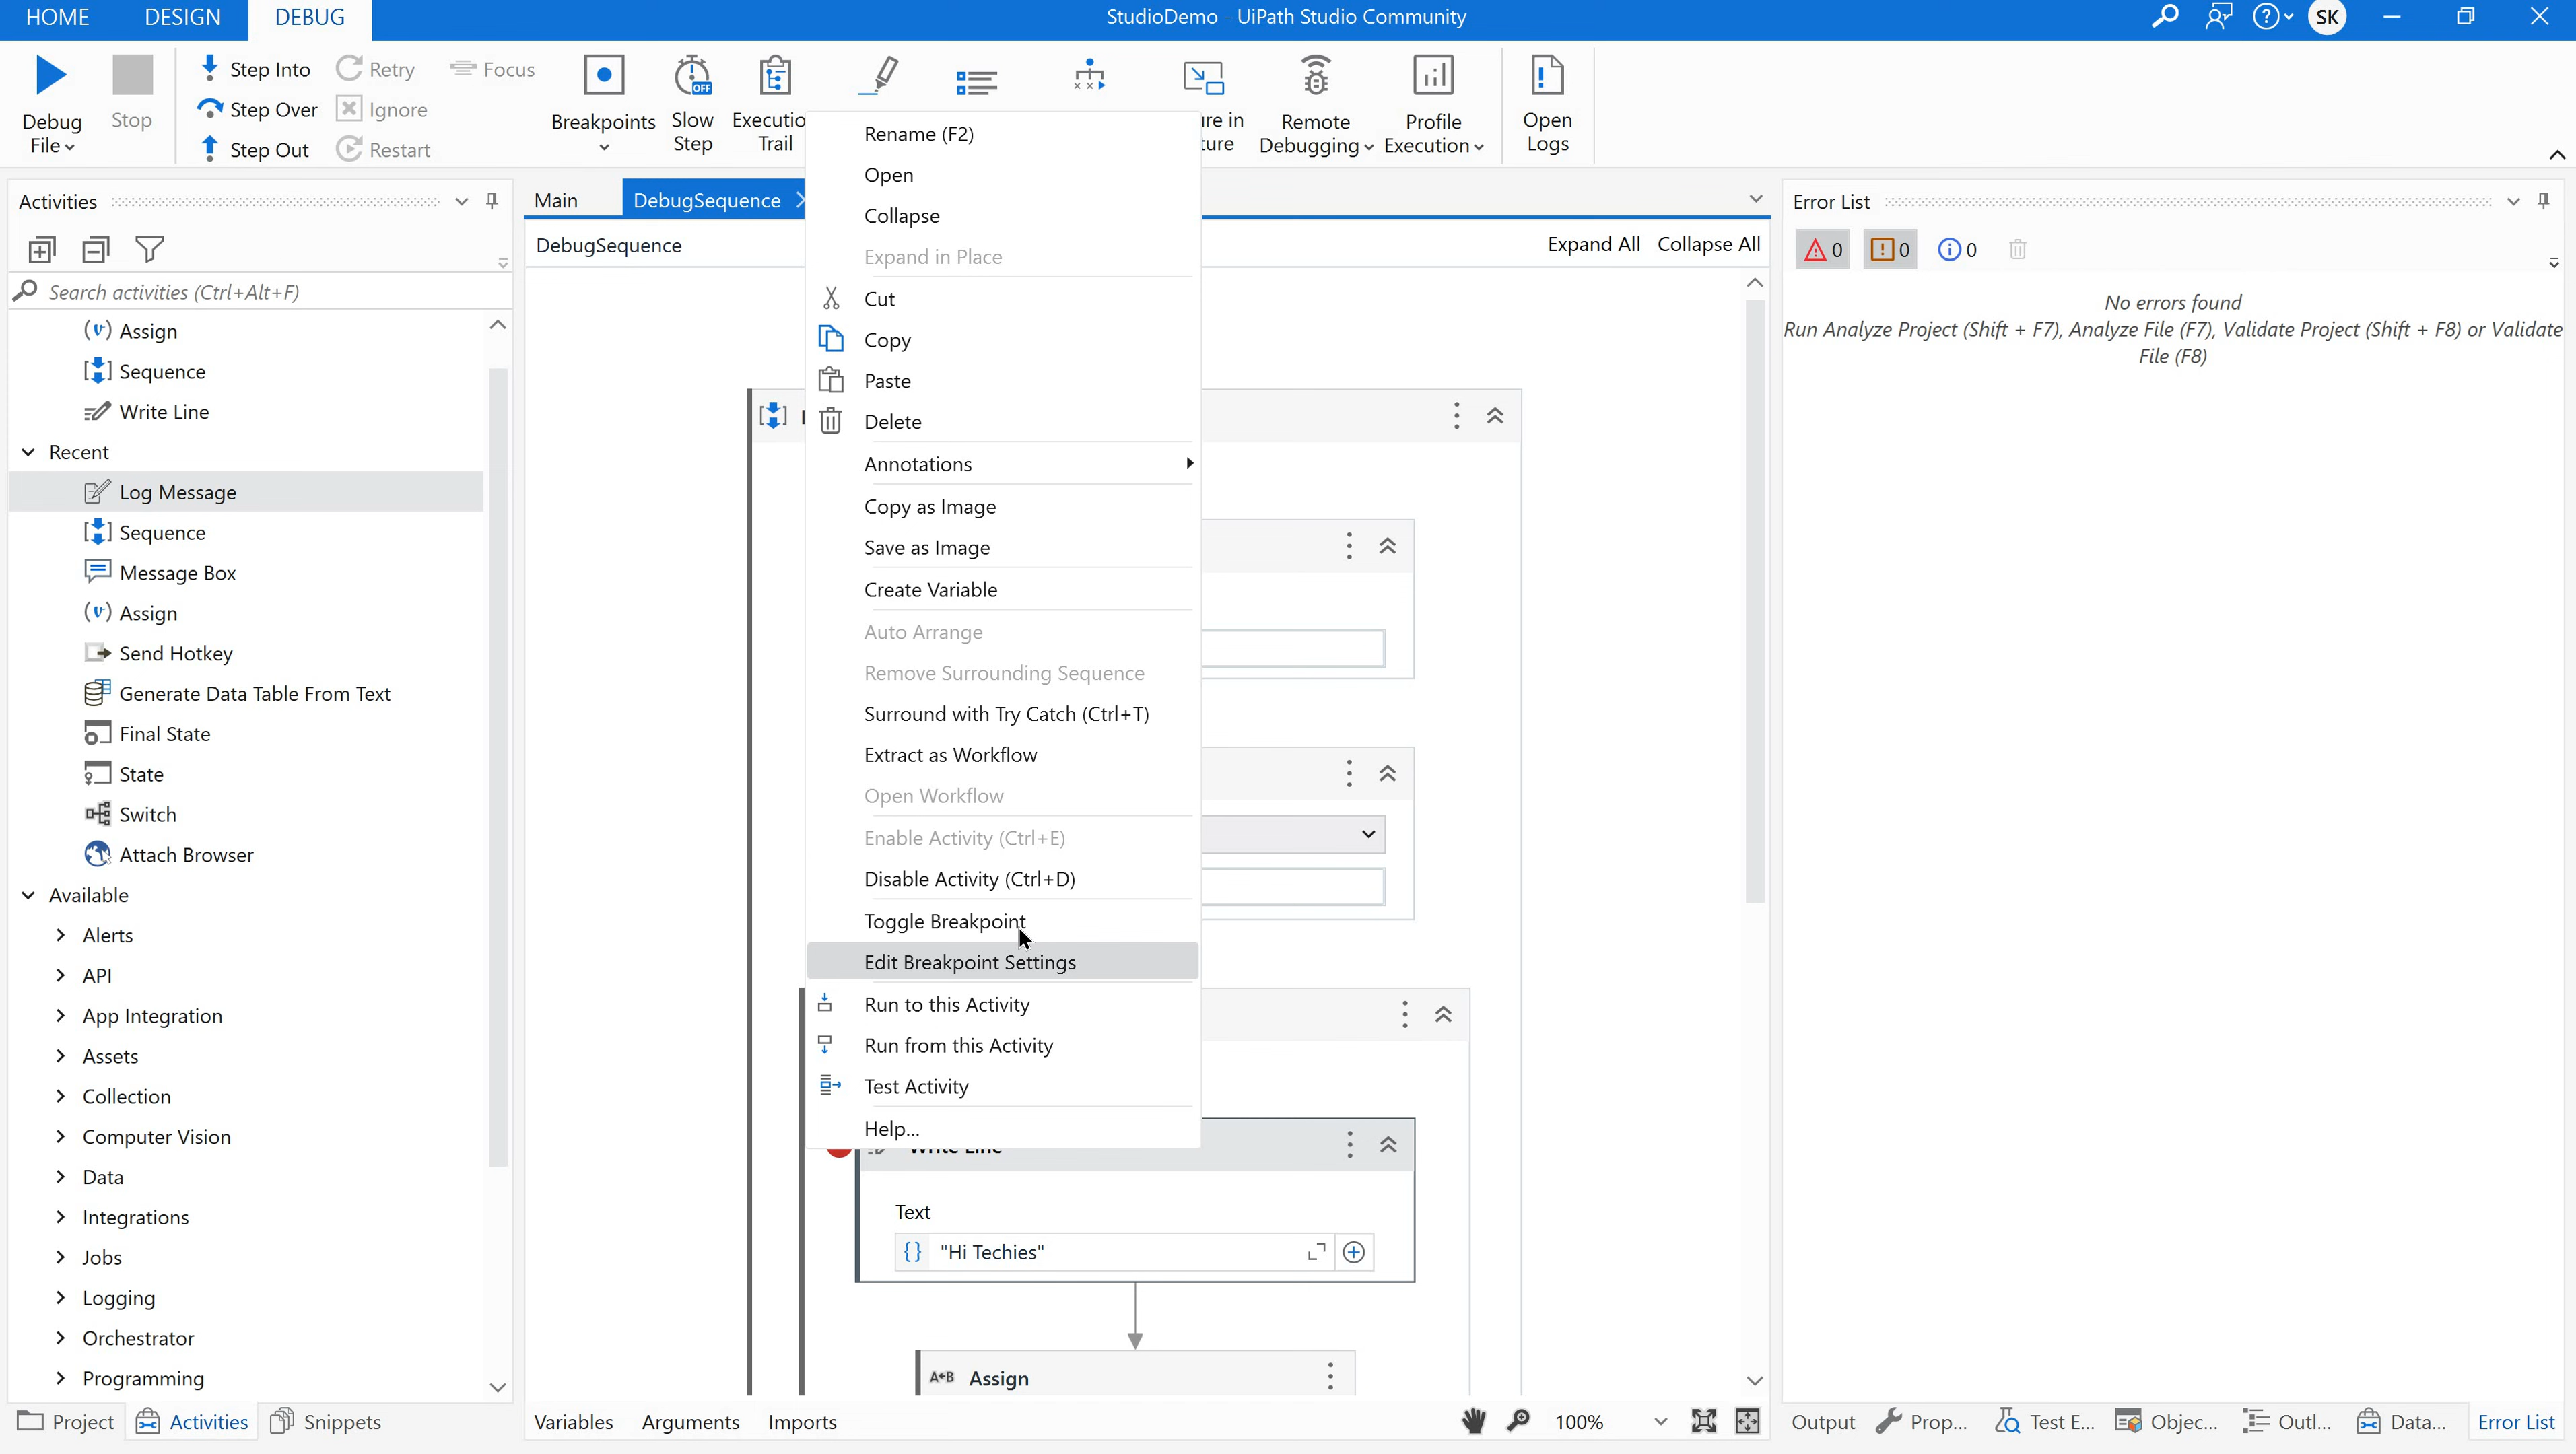 HOME DESIGN DEBUG StudioDemo - UiPath Studio Community SK
Debug File
Stop
Step Into
Step Over
Step Out
Retry
Ignore
Restart
Focus
Breakpoints
OFF
Slow Step
Executio
Trail
re in
ture
Remote Debugging
Profile Execution
Open Logs
Activities
Search activities (Ctrl+Alt+F)
Assign
Sequence
Write Line
Recent
Log Message
Sequence
Message Box
Assign
Send Hotkey
Generate Data Table From Text
Final State
State
Switch
Attach Browser
Available
Alerts
API
App Integration
Assets
Collection
Computer Vision
Data
Integrations
Jobs
Logging
Orchestrator
Programming
Project Activities Snippets
Main DebugSequence
DebugSequence Expand All Collapse All
Rename (F2)
Open
Collapse
Expand in Place
Cut
Copy
Paste
Delete
Annotations
Copy as Image
Save as Image
Create Variable
Auto Arrange
Remove Surrounding Sequence
Surround with Try Catch (Ctrl+T)
Extract as Workflow
Open Workflow
Enable Activity (Ctrl+E)
Disable Activity (Ctrl+D)
Toggle Breakpoint
Edit Breakpoint Settings
Run to this Activity
Run from this Activity
Test Activity
Help...
Write Line
Text
{} "Hi Techies"
A+B Assign
Variables Arguments Imports 100%
Error List
0 0 0
No errors found
Run Analyze Project (Shift + F7), Analyze File (F7), Validate Project (Shift + F8) or Validate
File (F8)
Output Prop... Test E... Objec... Outl... Data... Error List